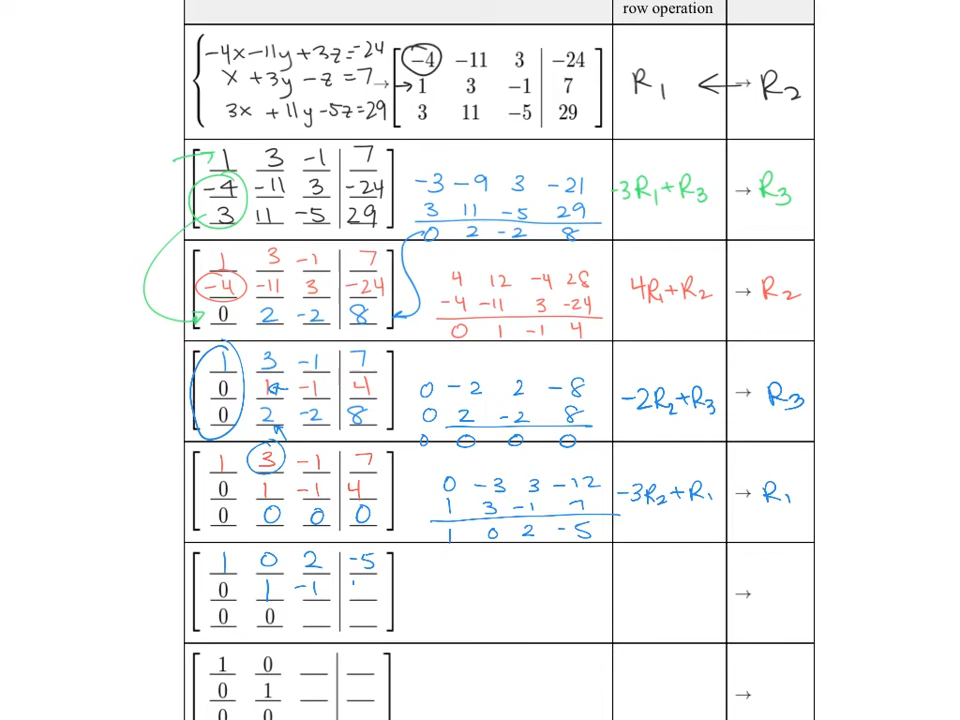 row operation
-4x-11y+3z=-24
x+3y-z=7
3x+11y-5z=29
→
-4 -11 3 -24
1 3 -1 7
3 11 -5 29
R1 ← → R2
1 3 -1 7
-4 -11 3 -24
3 11 -5 29
-3 -9 3 -21
3 11 -5 29
0 2 -2 8
-3R1+R3 → R3
1 3 -1 7
-4 -11 3 -24
0 2 -2 8
4 12 -4 28
-4 -11 3 -24
0 1 -1 4
4R1+R2 → R2
1 3 -1 7
0 1 -1 4
0 2 -2 8
0 -2 2 -8
0 2 -2 8
0 0 0 0
-2R2+R3 → R3
1 3 -1 7
0 1 -1 4
0 0 0 0
0 -3 3 -12
1 3 -1 7
1 0 2 -5
-3R2+R1 → R1
1 0 2 -5
0 1 -1
0 0
→
1 0
0 1
0 0
→